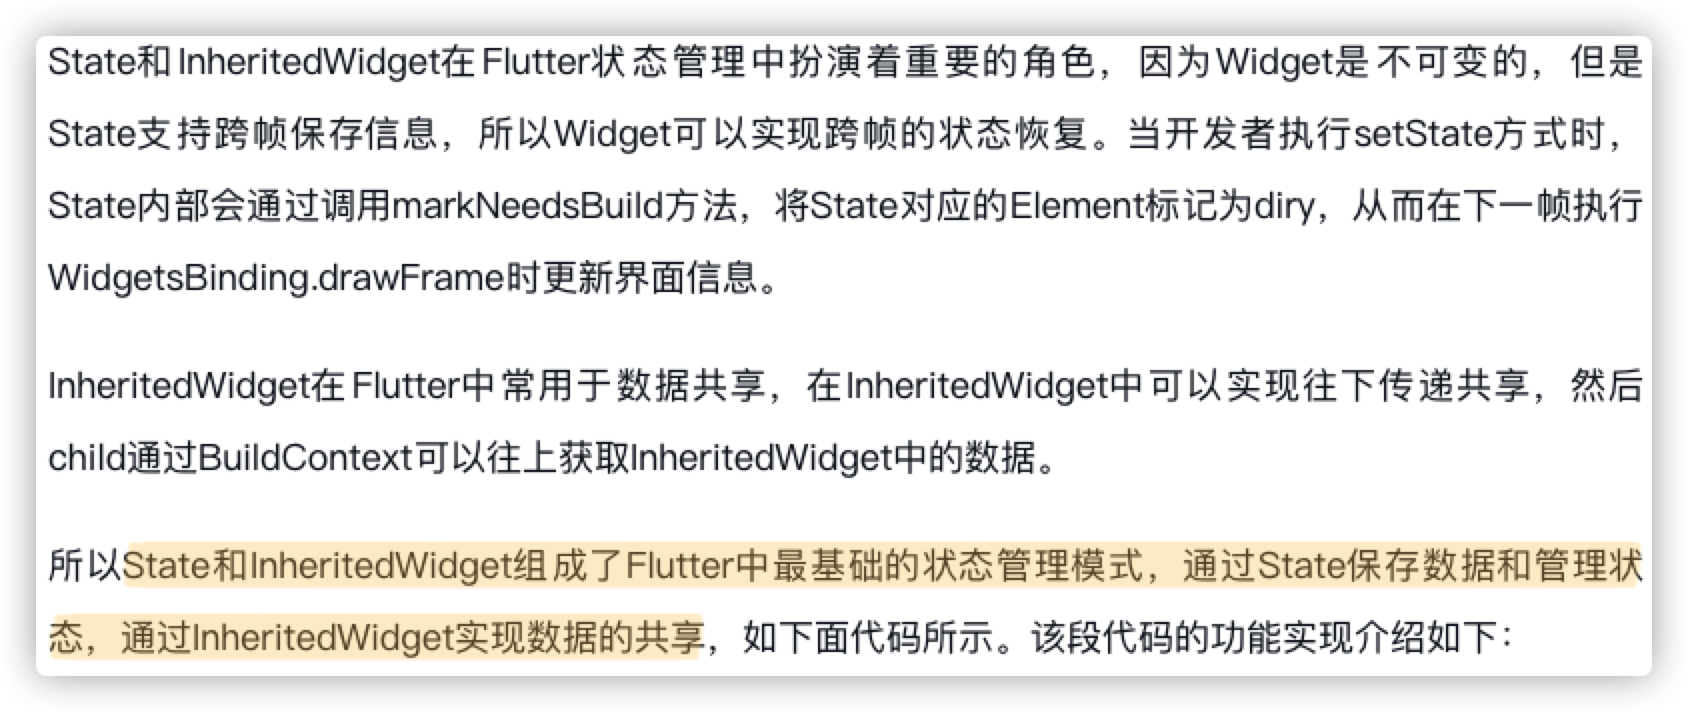 State和InheritedWidget在Flutter状态管理中扮演着重要的角色，因为Widget是不可变的，但是
State支持跨帧保存信息，所以Widget可以实现跨帧的状态恢复。当开发者执行setState方式时，
State内部会通过调用markNeedsBuild方法，将State对应的Element标记为diry，从而在下一帧执行
WidgetsBinding.drawFrame时更新界面信息。
InheritedWidget在Flutter中常用于数据共享，在InheritedWidget中可以实现往下传递共享，然后
child通过BuildContext可以往上获取InheritedWidget中的数据。
所以State和InheritedWidget组成了Flutter中最基础的状态管理模式，通过State保存数据和管理状
态，通过InheritedWidget实现数据的共享，如下面代码所示。该段代码的功能实现介绍如下：